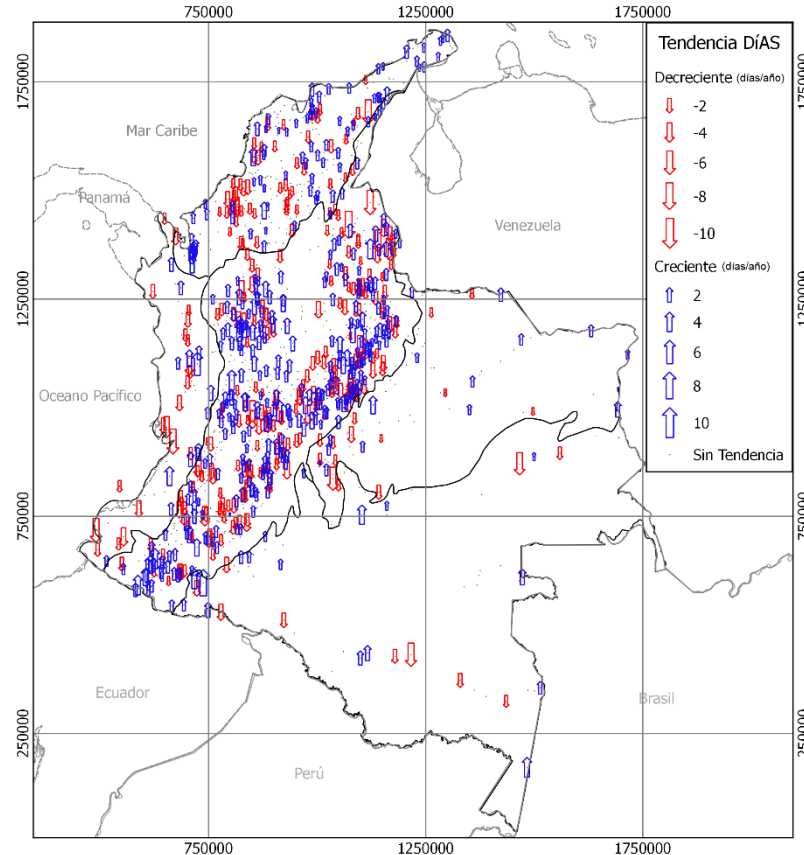 750000 1250000 1750000
Tendencia DíAS
Decreciente (días/año)
-2
-4
-6
-8
-10
Creciente (dias/año)
2
4
6
8
10
Sin Tendencia
1750000 1750000
Mar Caribe
Panamá
Venezuela
1250000 1250000
Oceano Pacífico
750000 750000
Ecuador
Brasil
250000 250000
Perú
750000 1250000 1750000